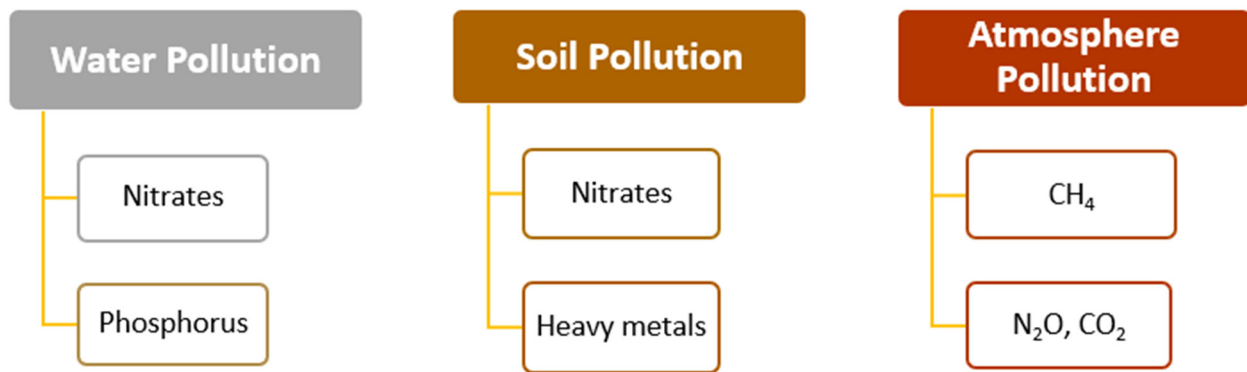 Water Pollution
Nitrates
Phosphorus
Soil Pollution
Nitrates
Heavy metals
Atmosphere
Pollution
CH₄
N₂O, CO₂